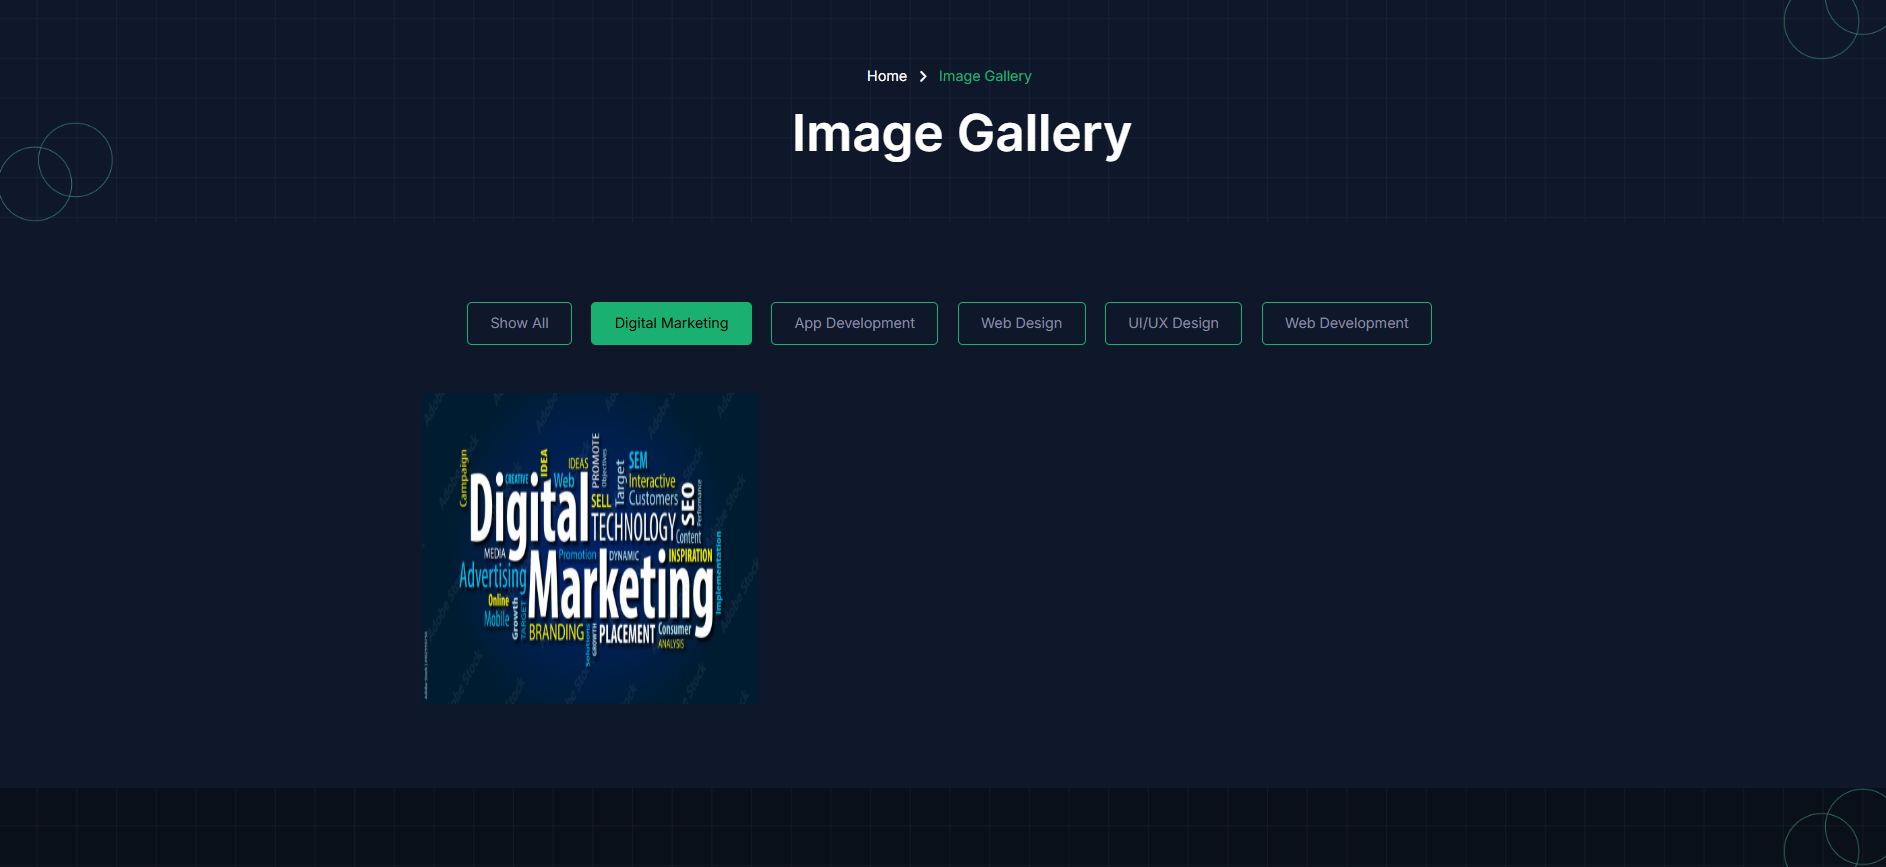 Home > Image Gallery
Image Gallery
Show All
Digital Marketing
App Development
Web Design
UI/UX Design
Web Development
Campaign
CREATIVE
IDEA
Web
IDEAS
PROMOTE
Objectives
Target
SEM
SELL
Interactive
Customers
SEO
Performance
Digital
TECHNOLOGY
Content
MEDIA
Promotion
DYNAMIC
INSPIRATION
Advertising
Marketing
Implementation
Online
Mobile
Growth
TARGET
BRANDING
Solutions
GROWTH
PLACEMENT
Consumer
ANALYSIS
Adobe Stock